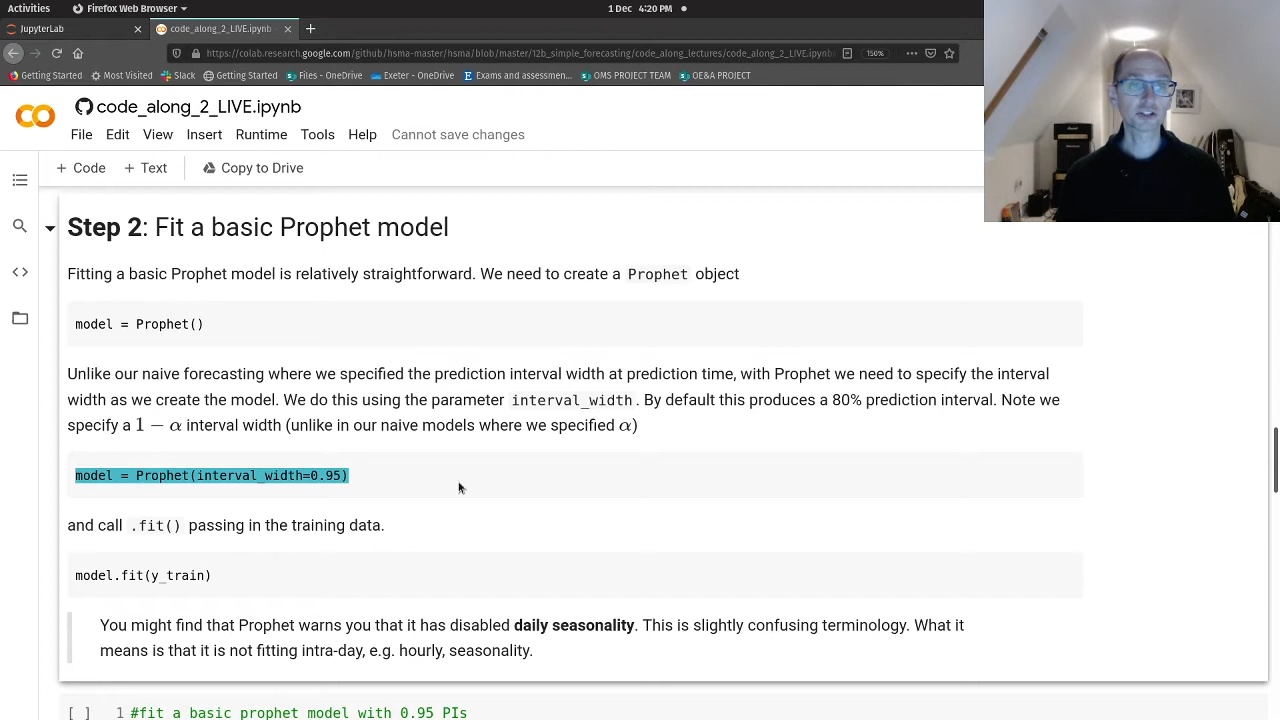 Activities
Firefox Web Browser
1 Dec 4:20 PM
JupyterLab
code_along_2_LIVE.ipynb
https://colab.research.google.com/github/hsma-master/hsma/blob/master/12b_simple_forecasting/code_along_lectures/code_along_2_LIVE.ipynb
150%
Getting Started
Most Visited
Slack
Getting Started
Files - OneDrive
Exeter - OneDrive
Exams and assessmen...
OMS PROJECT TEAM
OE&A PROJECT
code_along_2_LIVE.ipynb
File Edit View Insert Runtime Tools Help Cannot save changes
+ Code + Text Copy to Drive
Step 2: Fit a basic Prophet model
Fitting a basic Prophet model is relatively straightforward. We need to create a Prophet object
model = Prophet()
Unlike our naive forecasting where we specified the prediction interval width at prediction time, with Prophet we need to specify the interval
width as we create the model. We do this using the parameter interval_width. By default this produces a 80% prediction interval. Note we
specify a 1 − α interval width (unlike in our naive models where we specified α)
model = Prophet(interval_width=0.95)
and call .fit() passing in the training data.
model.fit(y_train)
You might find that Prophet warns you that it has disabled daily seasonality. This is slightly confusing terminology. What it
means is that it is not fitting intra-day, e.g. hourly, seasonality.
[ ] 1 #fit a basic prophet model with 0.95 PIs